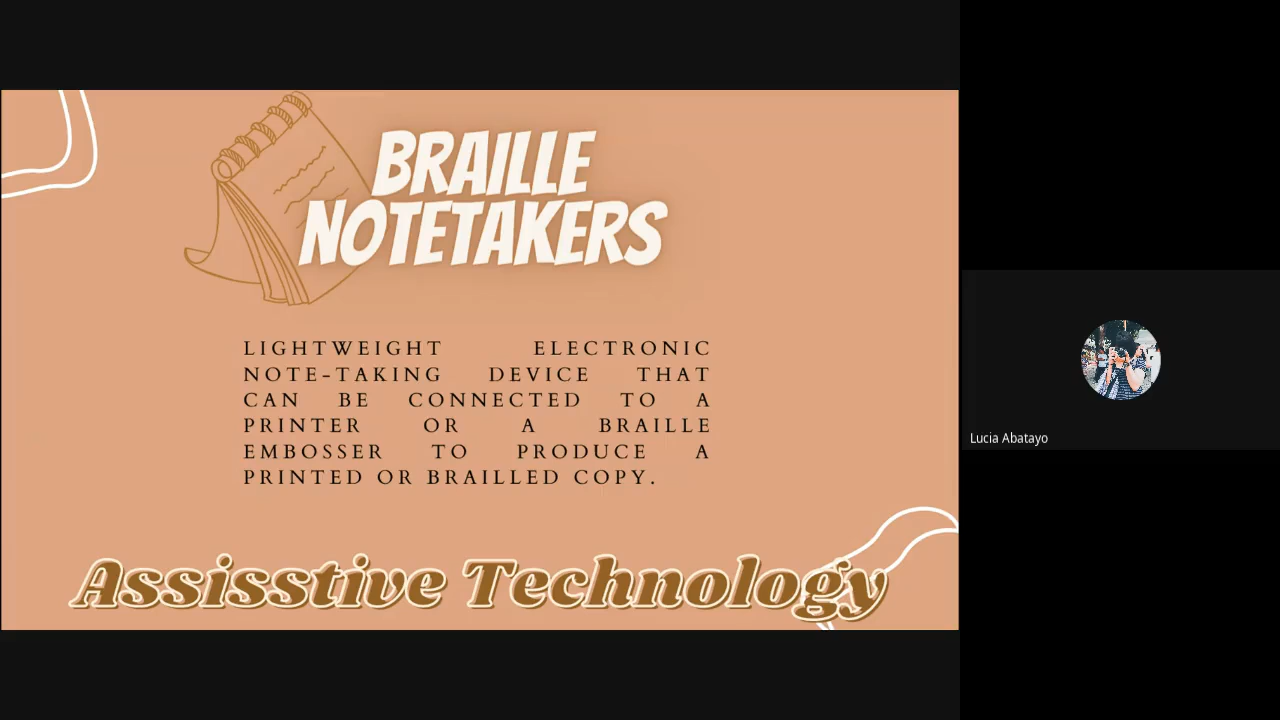 BRAILLE
NOTETAKERS
LIGHTWEIGHT ELECTRONIC
NOTE-TAKING DEVICE THAT
CAN BE CONNECTED TO A
PRINTER OR A BRAILLE
EMBOSSER TO PRODUCE A
PRINTED OR BRAILLED COPY.
Assisstive Technology
Lucia Abatayo